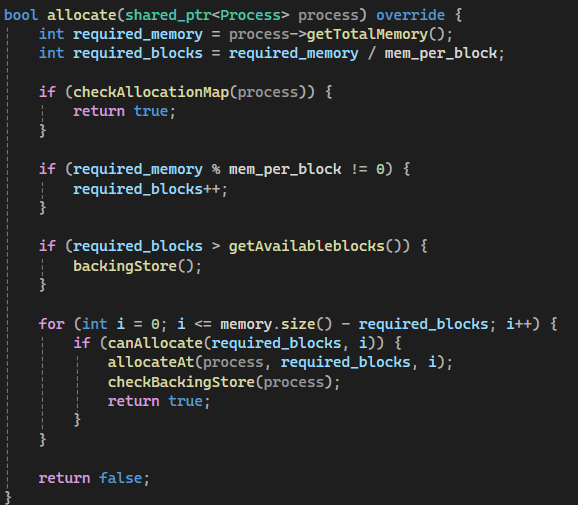 bool allocate(shared_ptr<Process> process) override {
    int required_memory = process->getTotalMemory();
    int required_blocks = required_memory / mem_per_block;

    if (checkAllocationMap(process)) {
        return true;
    }

    if (required_memory % mem_per_block != 0) {
        required_blocks++;
    }

    if (required_blocks > getAvailableblocks()) {
        backingStore();
    }

    for (int i = 0; i <= memory.size() - required_blocks; i++) {
        if (canAllocate(required_blocks, i)) {
            allocateAt(process, required_blocks, i);
            checkBackingStore(process);
            return true;
        }
    }

    return false;
}